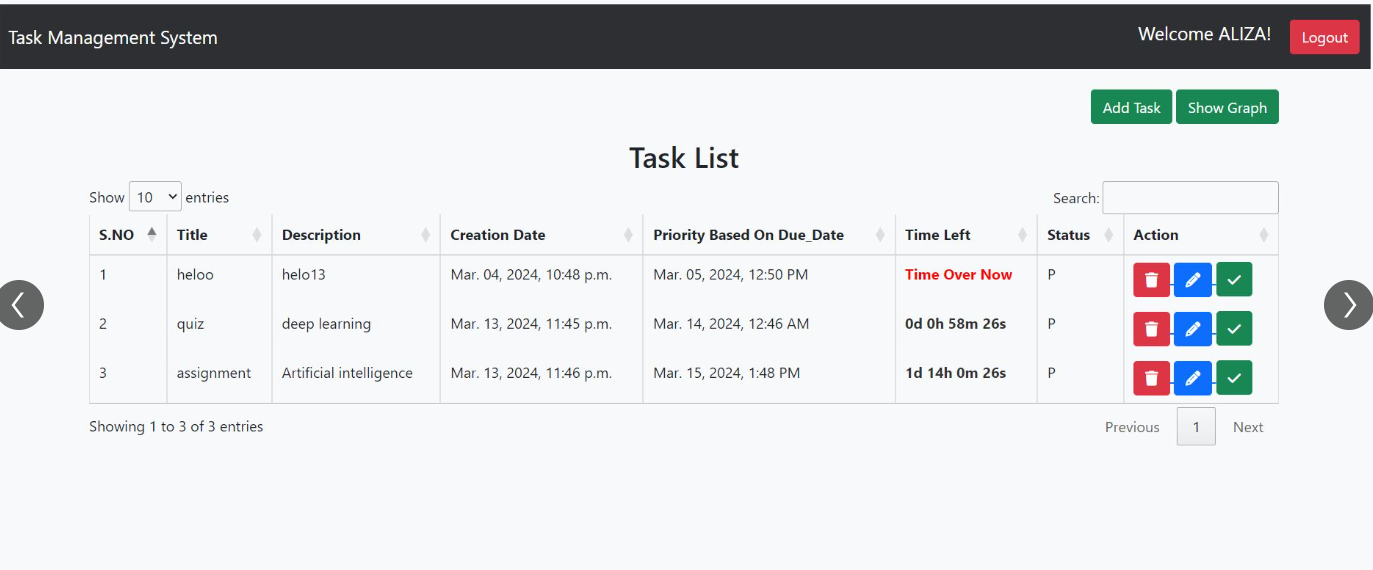 Task Management System Welcome ALIZA! Logout
Add Task Show Graph
Task List
Show 10 entries Search:
S.NO Title Description Creation Date Priority Based On Due_Date Time Left Status Action
1 heloo helo13 Mar. 04, 2024, 10:48 p.m. Mar. 05, 2024, 12:50 PM Time Over Now P
2 quiz deep learning Mar. 13, 2024, 11:45 p.m. Mar. 14, 2024, 12:46 AM 0d 0h 58m 26s P
3 assignment Artificial intelligence Mar. 13, 2024, 11:46 p.m. Mar. 15, 2024, 1:48 PM 1d 14h 0m 26s P
Showing 1 to 3 of 3 entries Previous 1 Next